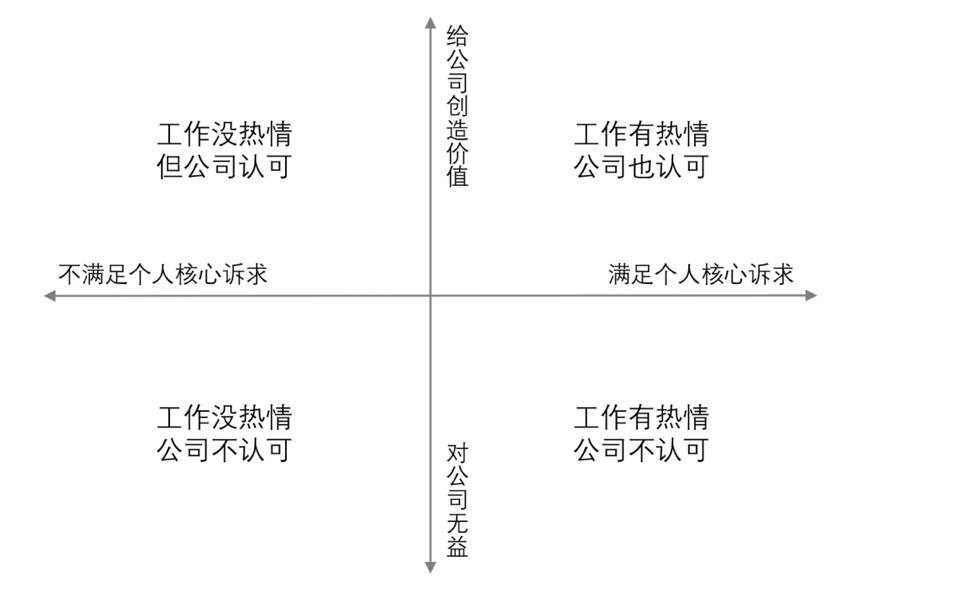 给公司创造价值
工作没热情
但公司认可
工作有热情
公司也认可
不满足个人核心诉求
满足个人核心诉求
工作没热情
公司不认可
工作有热情
公司不认可
对公司无益